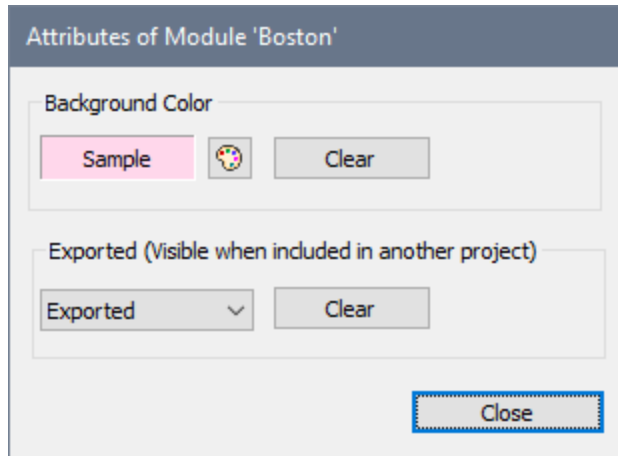 Attributes of Module 'Boston'
Background Color
Sample
Clear
Exported (Visible when included in another project)
Exported
Clear
Close